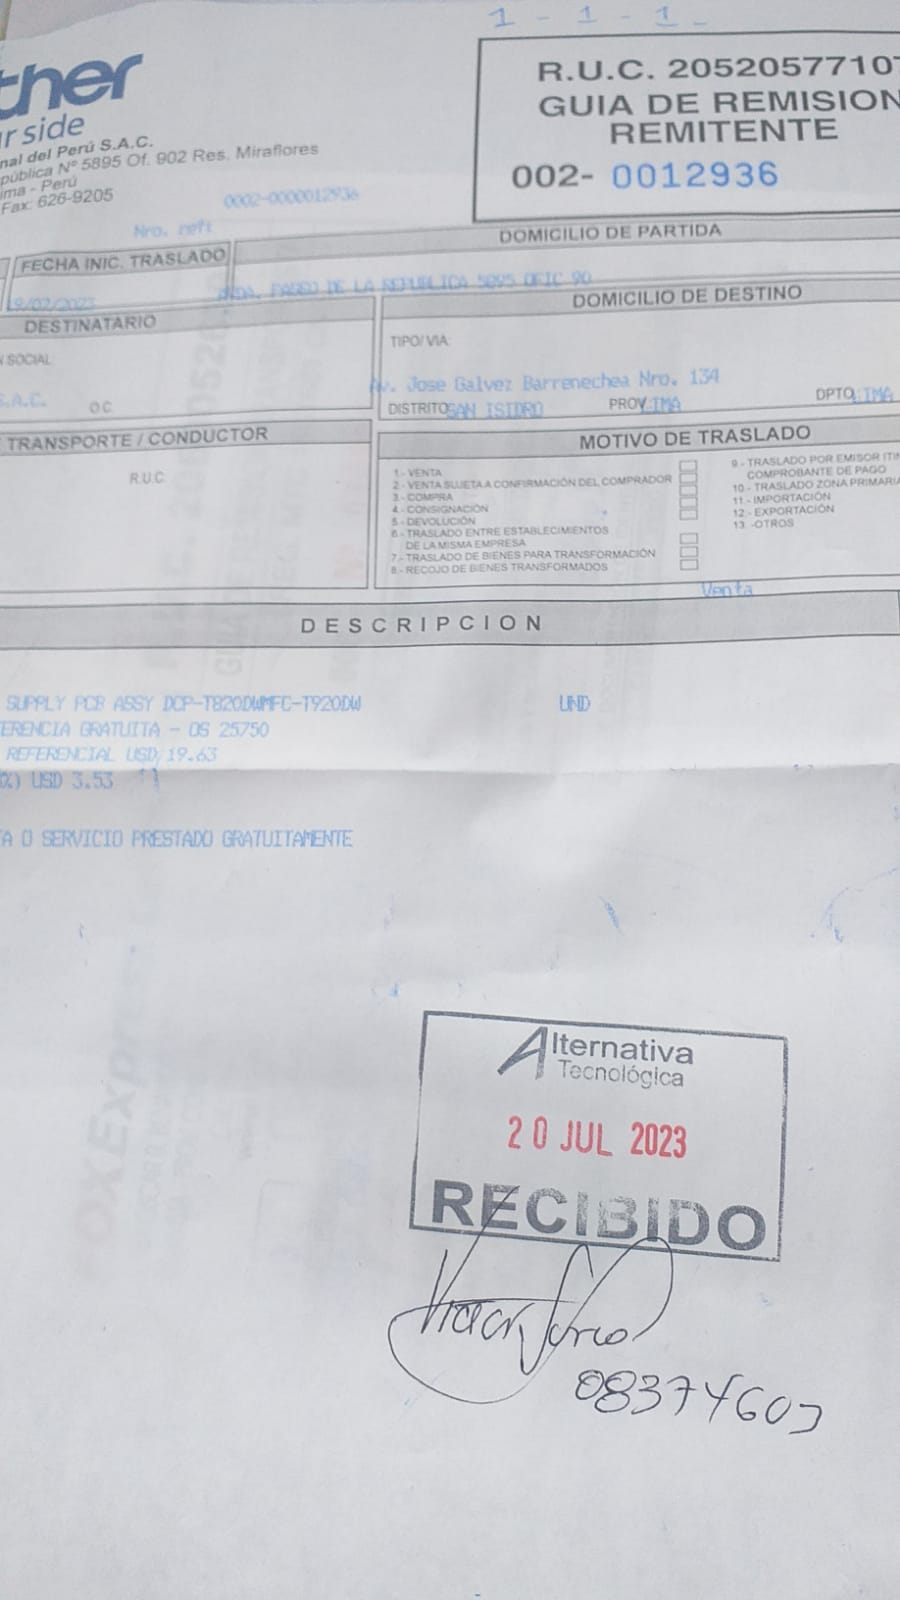 1 - 1 - 1 -
ther
r side
nal del Perú S.A.C.
pública Nº 5895 Of. 902 Res. Miraflores
ima - Perú
Fax: 626-9205
R.U.C. 2052057710
GUIA DE REMISION
REMITENTE
002- 0012936
0002-0000012936
Nro. refi
FECHA INIC. TRASLADO
DOMICILIO DE PARTIDA
19/07/2023
AVDA. PASEO DE LA REPUBLICA 5895 OFIC 90
DESTINATARIO
DOMICILIO DE DESTINO
N SOCIAL
TIPO/ VIA:
S.A.C. OC
Av. Jose Galvez Barrenechea Nro. 134
DISTRITO SAN ISIDRO PROV LIMA DPTO LIMA
TRANSPORTE / CONDUCTOR
R.U.C.
MOTIVO DE TRASLADO
1 - VENTA
2 - VENTA SUJETA A CONFIRMACIÓN DEL COMPRADOR
3 - COMPRA
4 - CONSIGNACIÓN
5 - DEVOLUCIÓN
6 - TRASLADO ENTRE ESTABLECIMIENTOS
DE LA MISMA EMPRESA
7 - TRASLADO DE BIENES PARA TRANSFORMACIÓN
8 - RECOJO DE BIENES TRANSFORMADOS
9 - TRASLADO POR EMISOR ITIN
COMPROBANTE DE PAGO
10 - TRASLADO ZONA PRIMARIA
11 - IMPORTACIÓN
12 - EXPORTACIÓN
13 -OTROS
Venta
DESCRIPCION
SUPPLY PCB ASSY DCP-T820DWMFC-T920DW UND
ERENCIA GRATUITA - OS 25750
REFERENCIAL USD 19.63
%) USD 3.53
A O SERVICIO PRESTADO GRATUITAMENTE
Alternativa
Tecnológica
20 JUL 2023
RECIBIDO
08374603